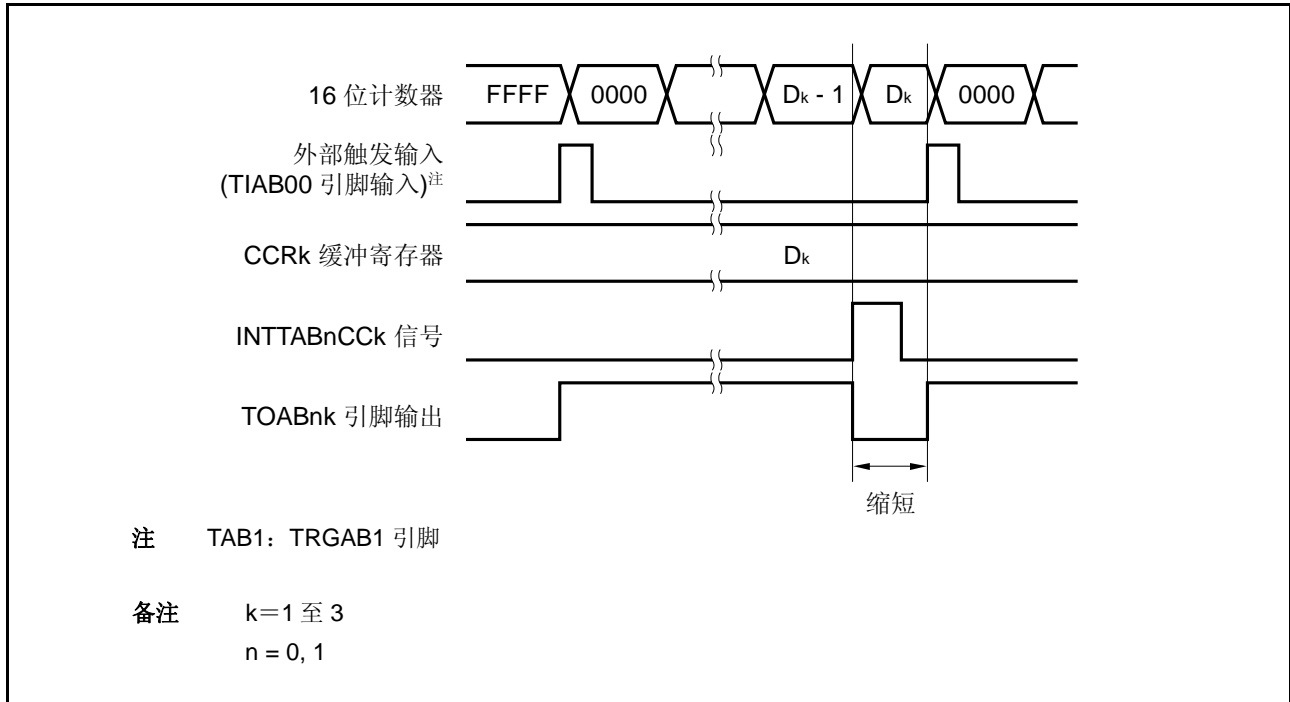 16 位计数器 FFFF 0000 Dk - 1 Dk 0000
外部触发输入
(TIAB00 引脚输入)注
CCRk 缓冲寄存器 Dk
INTTABnCCk 信号
TOABnk 引脚输出
缩短
注 TAB1：TRGAB1 引脚
备注 k＝1 至 3
n = 0, 1